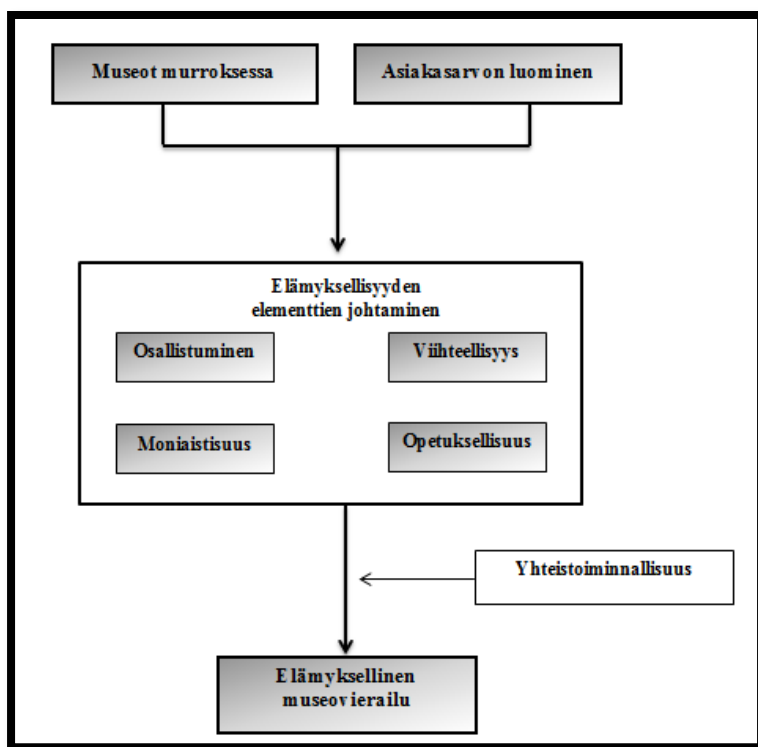 Museot murroksessa
Asiakasarvon luominen
Elämyksellisyyden
elementtien johtaminen
Osallistuminen
Viihteellisyys
Moniaistisuus
Opetuksellisuus
Yhteistoiminnallisuus
Elämyksellinen
museovierailu